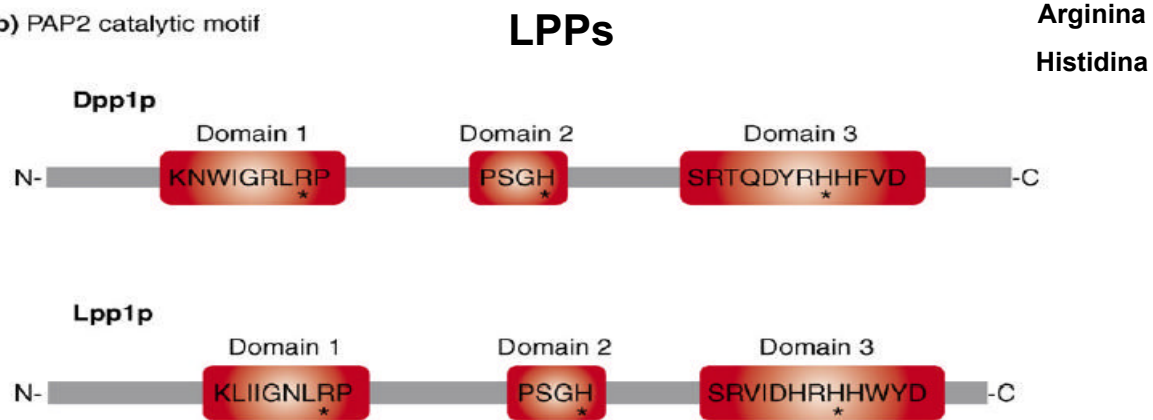 b) PAP2 catalytic motif
LPPs
Arginina
Histidina
Dpp1p
Domain 1 Domain 2 Domain 3
N- KNWIGRLRP PSGH SRTQDYRHHFVD -C
* * *
Lpp1p
Domain 1 Domain 2 Domain 3
N- KLIIGNLRP PSGH SRVIDHRHHWYD -C
* * *